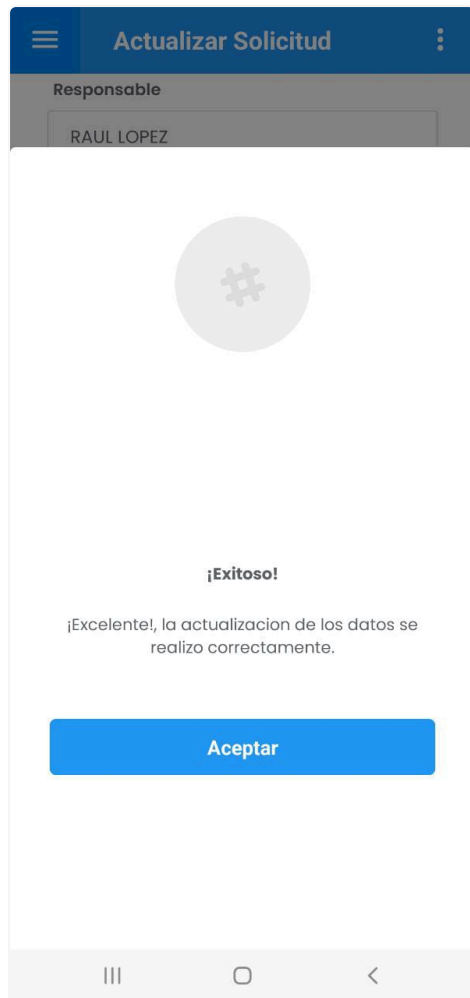 Actualizar Solicitud
Responsable
RAUL LOPEZ
#
¡Exitoso!
¡Excelente!, la actualizacion de los datos se
realizo correctamente.
Aceptar